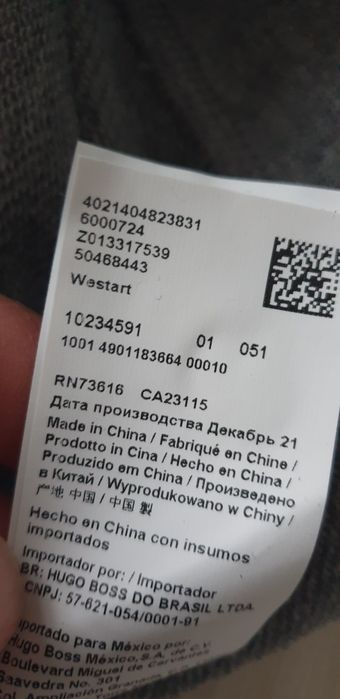 4021404823831
6000724
Z013317539
50468443
Westart
10234591 01 051
1001 4901183664 00010
RN73616 CA23115
Дата производства Декабрь 21
Made in China / Fabriqué en Chine /
Prodotto in Cina / Hecho en China /
Produzido em China / Произведено
в Китай / Wyprodukowano w Chiny /
产地 中国 / 中國 製
Hecho en China con insumos
importados
Importador por: / Importador
BR: HUGO BOSS DO BRASIL LTDA.
CNPJ: 57-621-054/0001-91
Importado para México por:
Hugo Boss México, S.A. de C.V.
Boulevard Miguel de Cervantes
Saavedra No. 301
Col. Ampliación